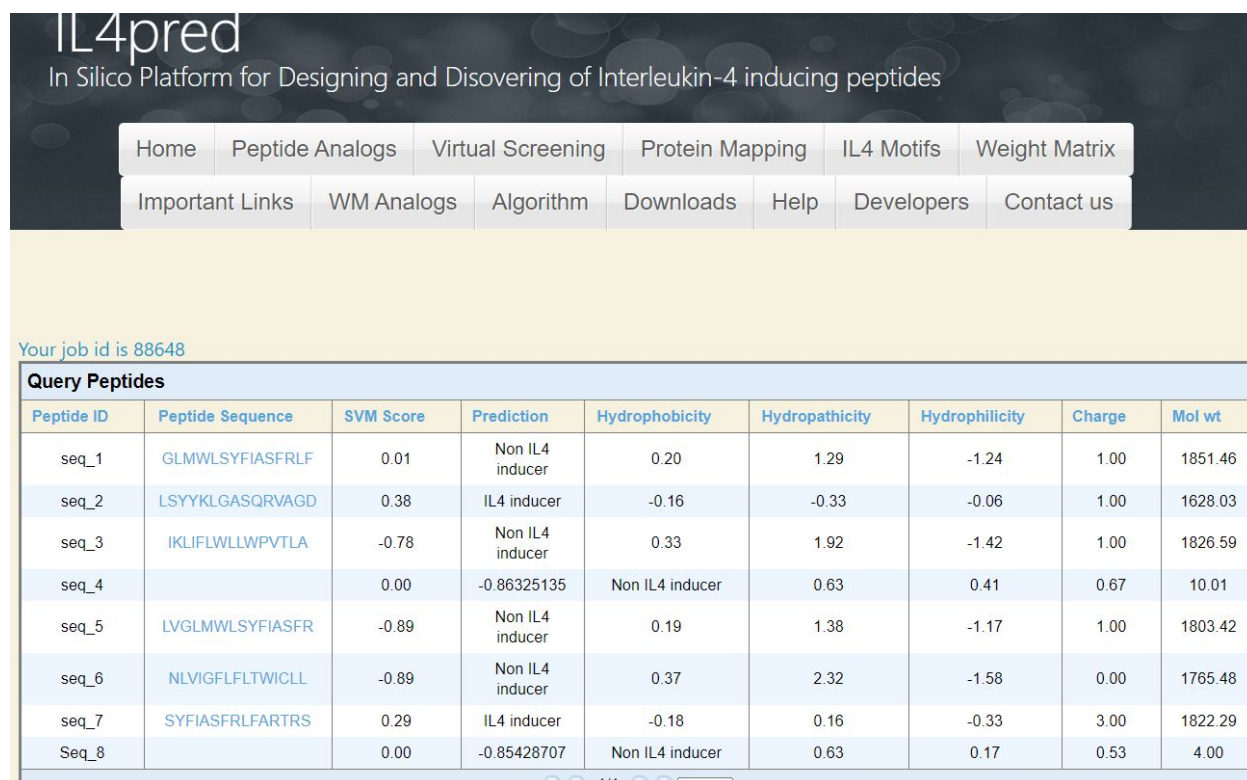 IL4pred
In Silico Platform for Designing and Disovering of Interleukin-4 inducing peptides
Home Peptide Analogs Virtual Screening Protein Mapping IL4 Motifs Weight Matrix
Important Links WM Analogs Algorithm Downloads Help Developers Contact us
Your job id is 88648
Query Peptides
Peptide ID Peptide Sequence SVM Score Prediction Hydrophobicity Hydropathicity Hydrophilicity Charge Mol wt
seq_1 GLMWLSYFIASFRLF 0.01 Non IL4 inducer 0.20 1.29 -1.24 1.00 1851.46
seq_2 LSYYKLGASQRVAGD 0.38 IL4 inducer -0.16 -0.33 -0.06 1.00 1628.03
seq_3 IKLIFLWLLWPVTLA -0.78 Non IL4 inducer 0.33 1.92 -1.42 1.00 1826.59
seq_4 0.00 -0.86325135 Non IL4 inducer 0.63 0.41 0.67 10.01
seq_5 LVGLMWLSYFIASFR -0.89 Non IL4 inducer 0.19 1.38 -1.17 1.00 1803.42
seq_6 NLVIGFLFLTWICLL -0.89 Non IL4 inducer 0.37 2.32 -1.58 0.00 1765.48
seq_7 SYFIASFRLFARTRS 0.29 IL4 inducer -0.18 0.16 -0.33 3.00 1822.29
Seq_8 0.00 -0.85428707 Non IL4 inducer 0.63 0.17 0.53 4.00